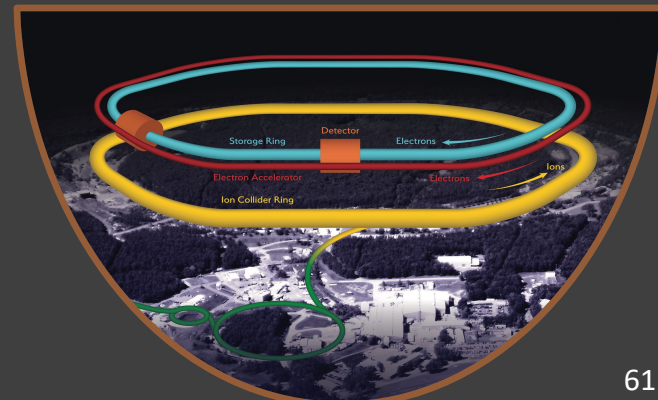 Detector
Storage Ring
Electrons
Ions
Electron Accelerator
Electrons
Ion Collider Ring
61